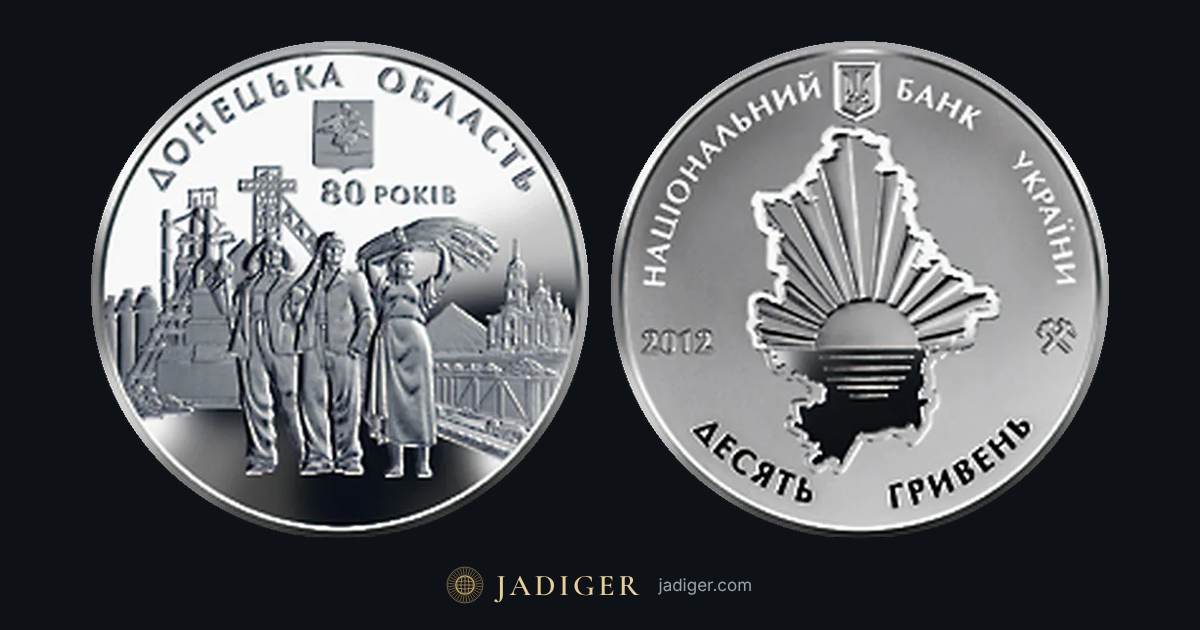 ДОНЕЦЬКА ОБЛАСТЬ
80 РОКІВ
НАЦІОНАЛЬНИЙ БАНК УКРАЇНИ
2012
ДЕСЯТЬ ГРИВЕНЬ
JADIGER jadiger.com